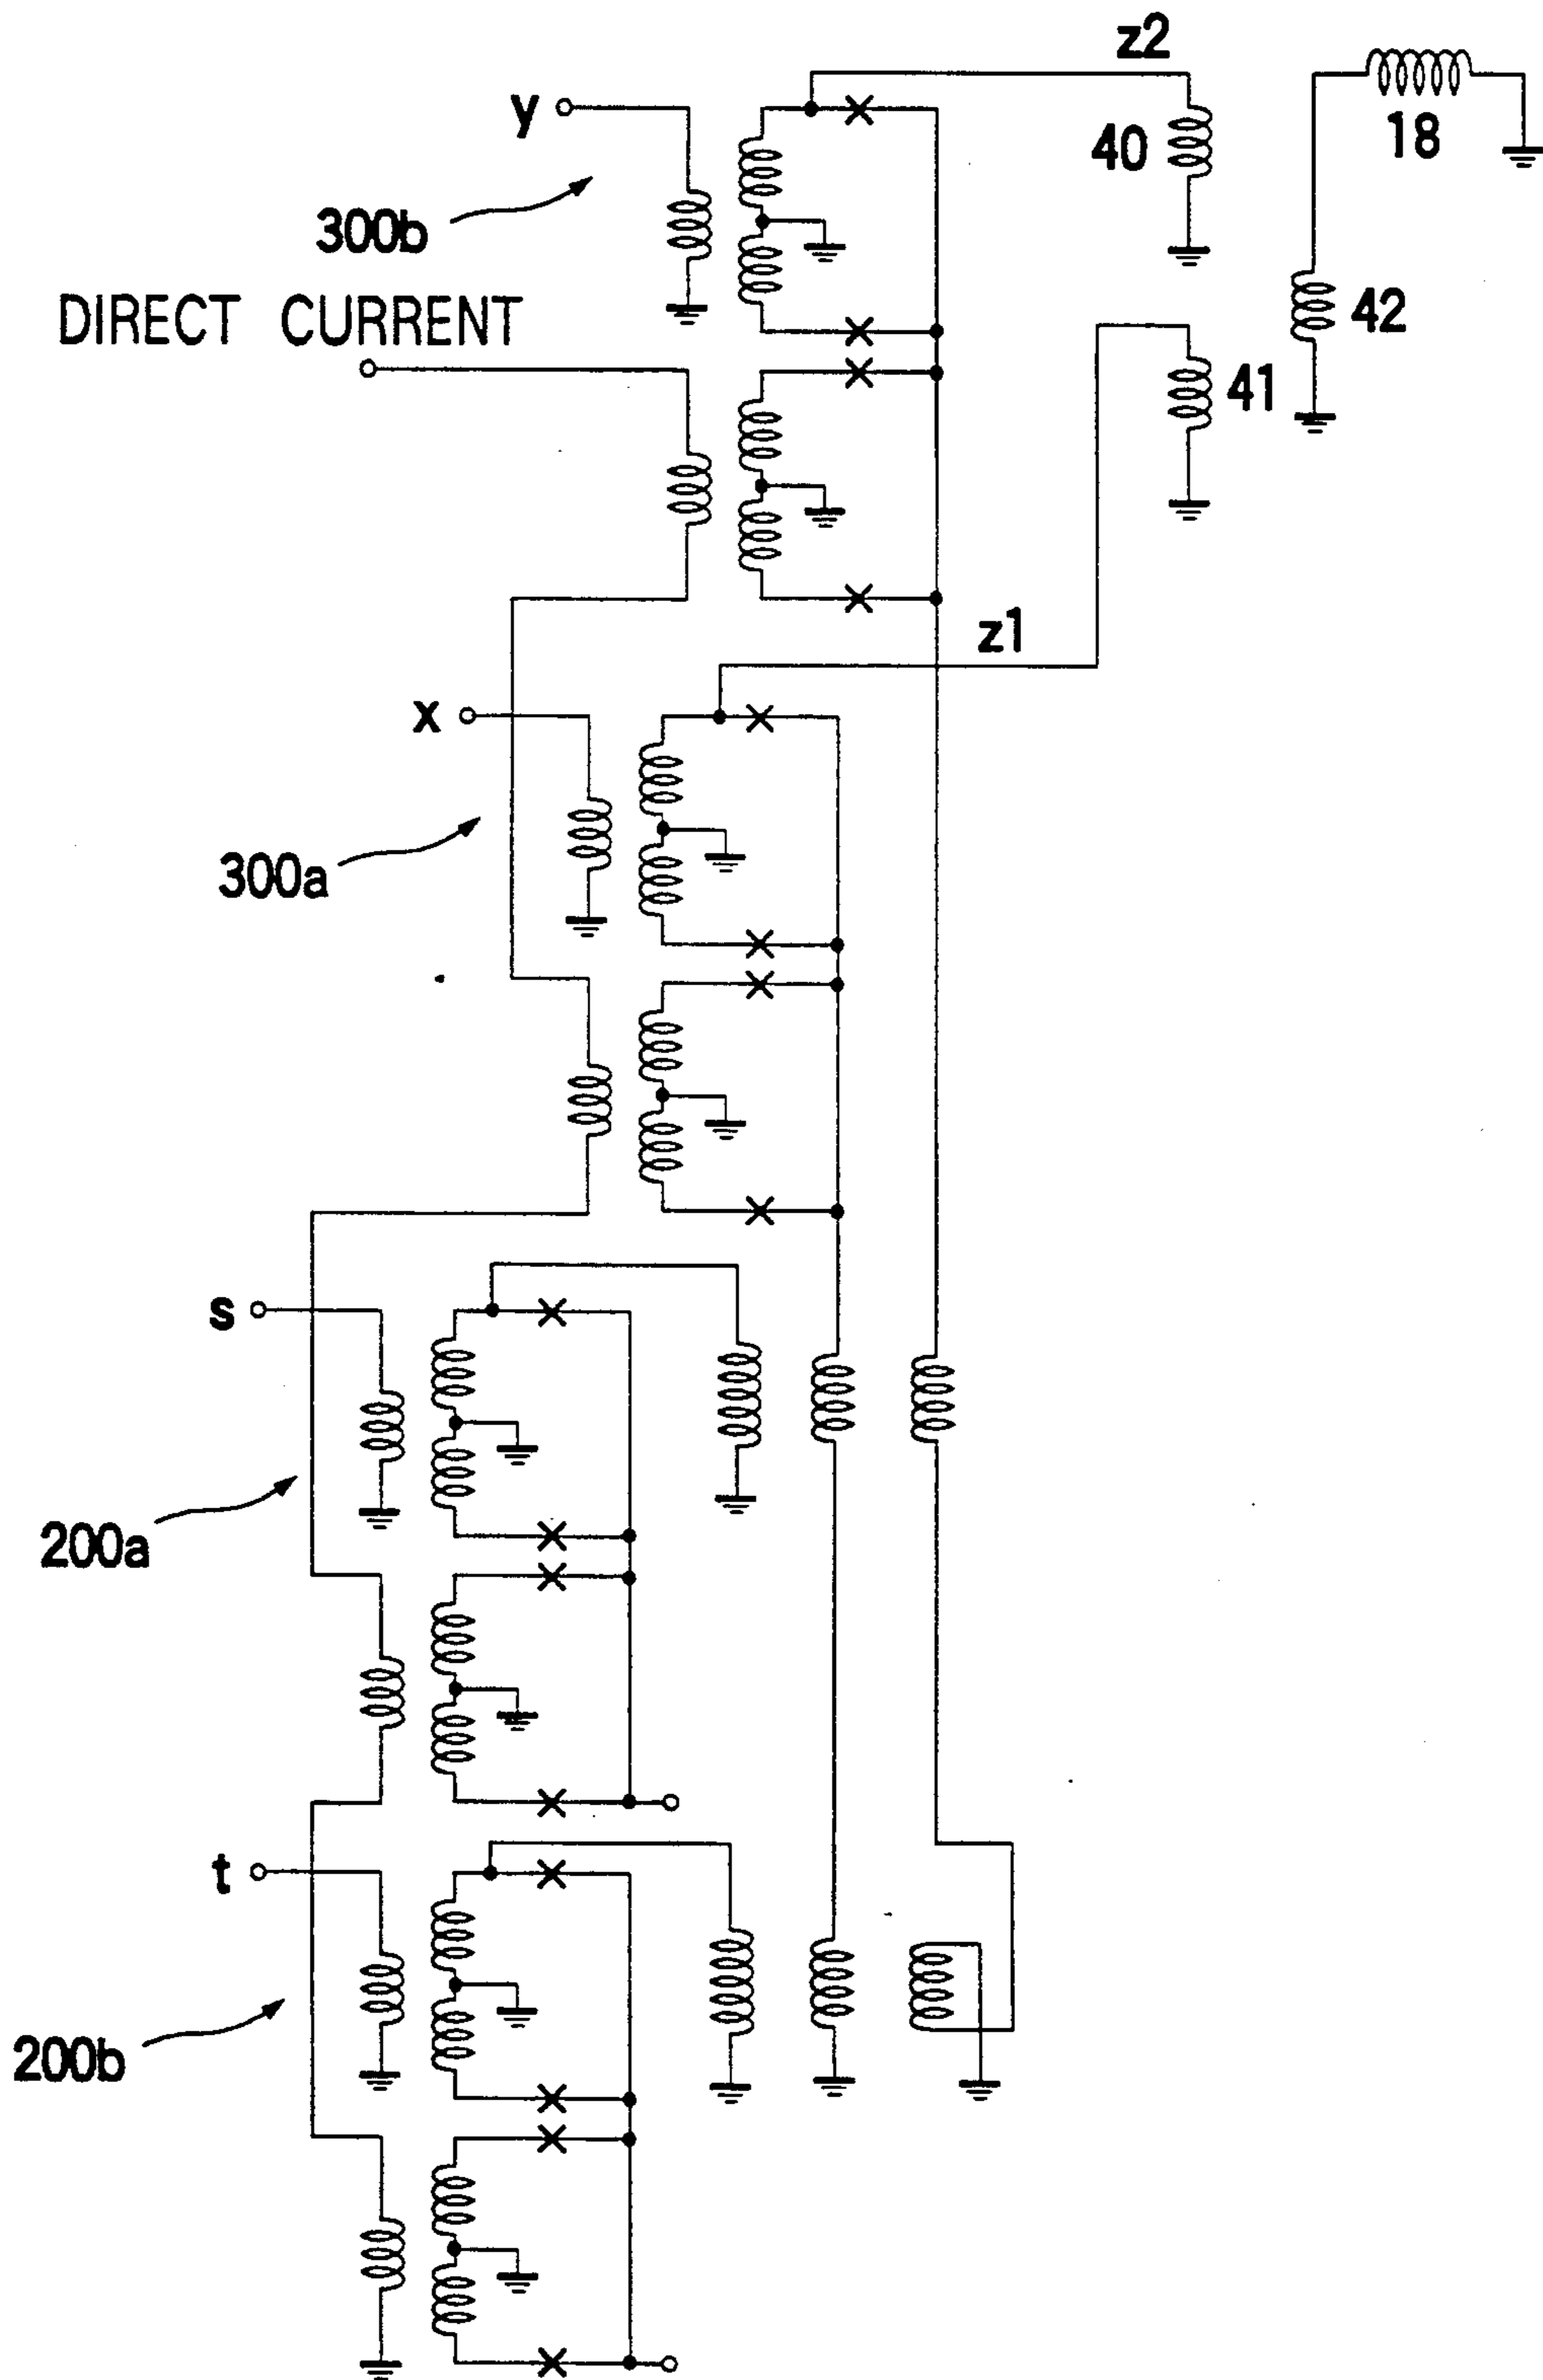 z2
y
40
18
300b
DIRECT CURRENT
42
41
z1
x
300a
s
200a
t
200b